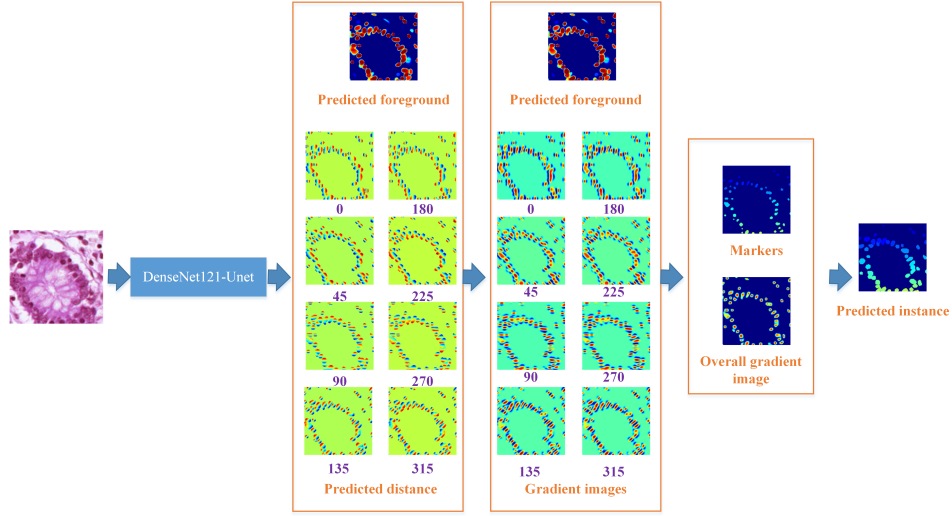 DenseNet121-Unet
Predicted foreground
0 180
45 225
90 270
135 315
Predicted distance
Predicted foreground
0 180
45 225
90 270
135 315
Gradient images
Markers
Overall gradient
image
Predicted instance